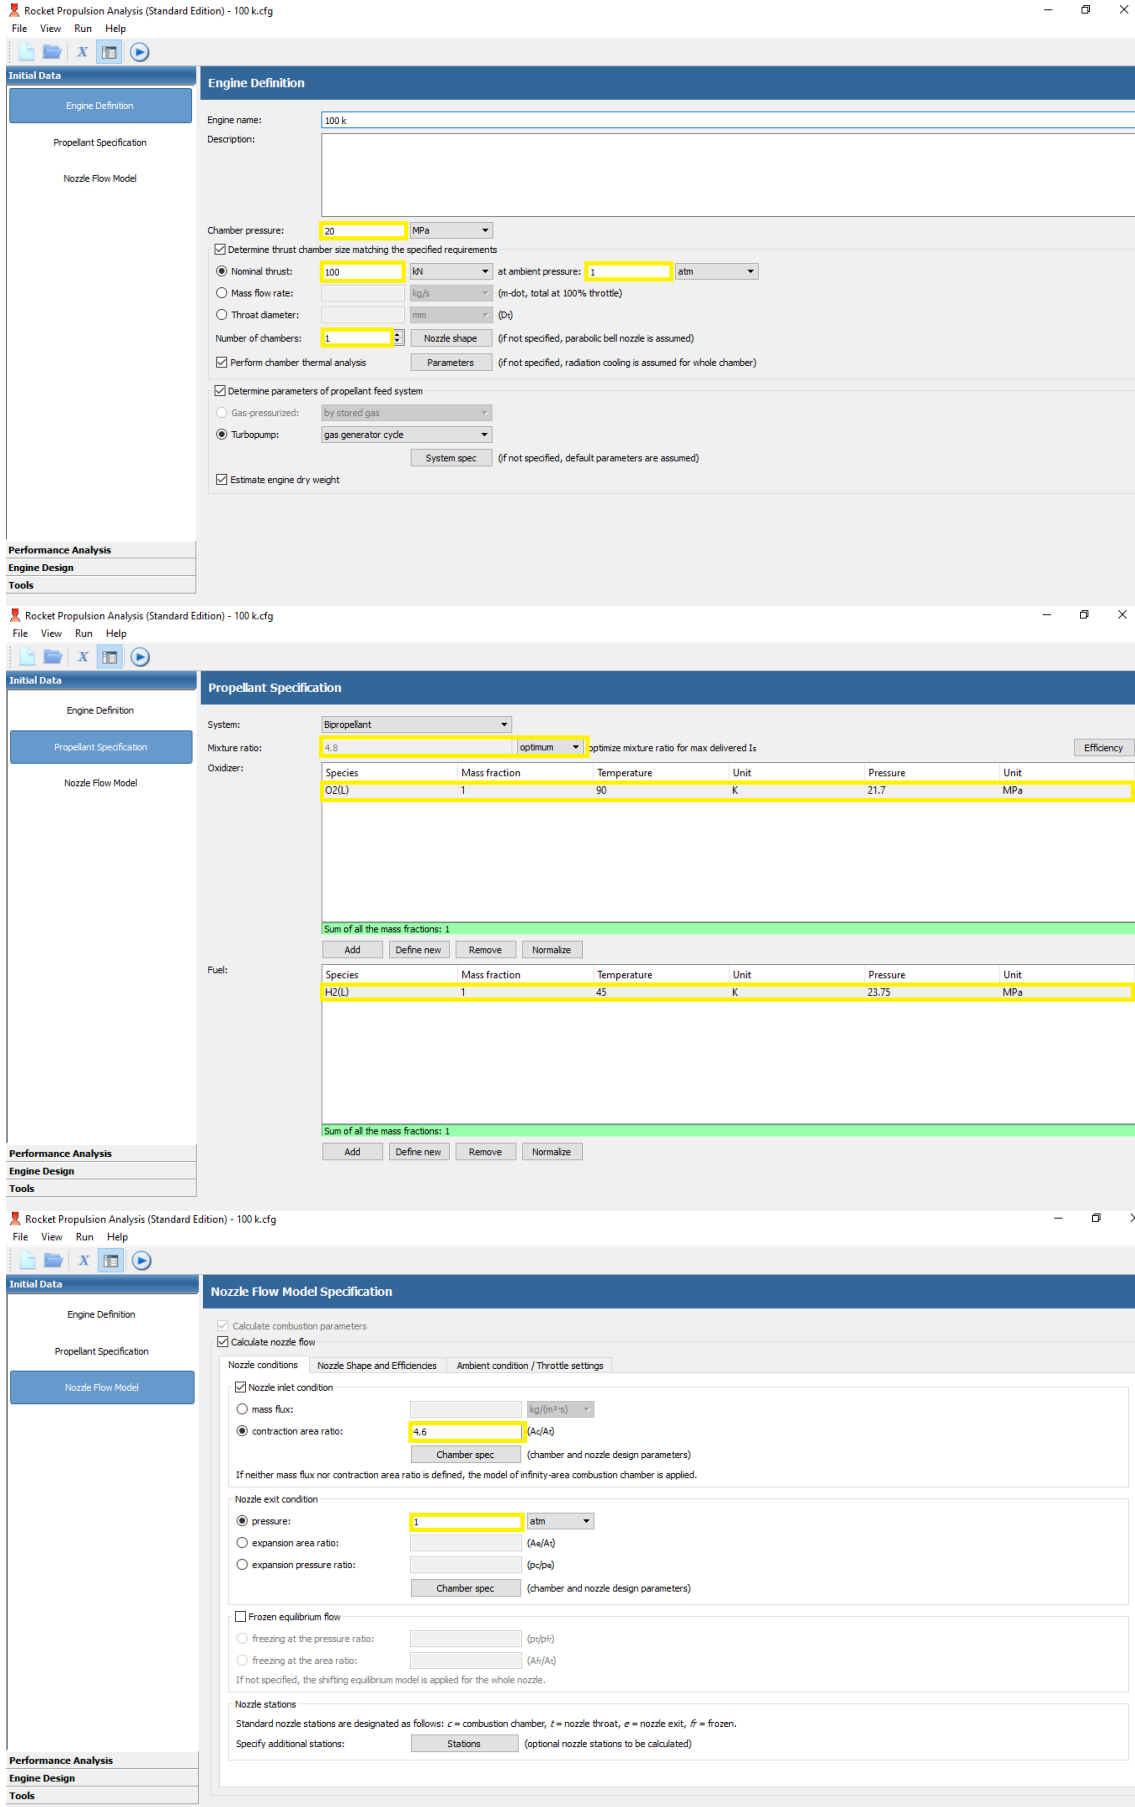 Rocket Propulsion Analysis (Standard Edition) - 100 k.cfg
File View Run Help
Initial Data
Engine Definition
Propellant Specification
Nozzle Flow Model
Performance Analysis
Engine Design
Tools
Engine Definition
Engine name: 100 k
Description:
Chamber pressure: 20 MPa
Determine thrust chamber size matching the specified requirements
Nominal thrust: 100 kN at ambient pressure: 1 atm
Mass flow rate: kg/s (m-dot, total at 100% throttle)
Throat diameter: mm (Dt)
Number of chambers: 1 Nozzle shape (if not specified, parabolic bell nozzle is assumed)
Perform chamber thermal analysis Parameters (if not specified, radiation cooling is assumed for whole chamber)
Determine parameters of propellant feed system
Gas-pressurized: by stored gas
Turbopump: gas generator cycle
System spec (if not specified, default parameters are assumed)
Estimate engine dry weight
Rocket Propulsion Analysis (Standard Edition) - 100 k.cfg
File View Run Help
Initial Data
Engine Definition
Propellant Specification
Nozzle Flow Model
Performance Analysis
Engine Design
Tools
Propellant Specification
System: Bipropellant
Mixture ratio: 4.8 optimum optimize mixture ratio for max delivered Is Efficiency
Oxidizer:
Species Mass fraction Temperature Unit Pressure Unit
O2(L) 1 90 K 21.7 MPa
Sum of all the mass fractions: 1
Add Define new Remove Normalize
Fuel:
Species Mass fraction Temperature Unit Pressure Unit
H2(L) 1 45 K 23.75 MPa
Sum of all the mass fractions: 1
Add Define new Remove Normalize
Rocket Propulsion Analysis (Standard Edition) - 100 k.cfg
File View Run Help
Initial Data
Engine Definition
Propellant Specification
Nozzle Flow Model
Performance Analysis
Engine Design
Tools
Nozzle Flow Model Specification
Calculate combustion parameters
Calculate nozzle flow
Nozzle conditions Nozzle Shape and Efficiencies Ambient condition / Throttle settings
Nozzle inlet condition
mass flux: kg/(m²·s)
contraction area ratio: 4.6 (Ac/At)
Chamber spec (chamber and nozzle design parameters)
If neither mass flux nor contraction area ratio is defined, the model of infinity-area combustion chamber is applied.
Nozzle exit condition
pressure: 1 atm
expansion area ratio: (Ae/At)
expansion pressure ratio: (pc/pe)
Chamber spec (chamber and nozzle design parameters)
Frozen equilibrium flow
freezing at the pressure ratio: (pt/pfr)
freezing at the area ratio: (Afr/At)
If not specified, the shifting equilibrium model is applied for the whole nozzle.
Nozzle stations
Standard nozzle stations are designated as follows: c = combustion chamber, t = nozzle throat, e = nozzle exit, fr = frozen.
Specify additional stations: Stations (optional nozzle stations to be calculated)